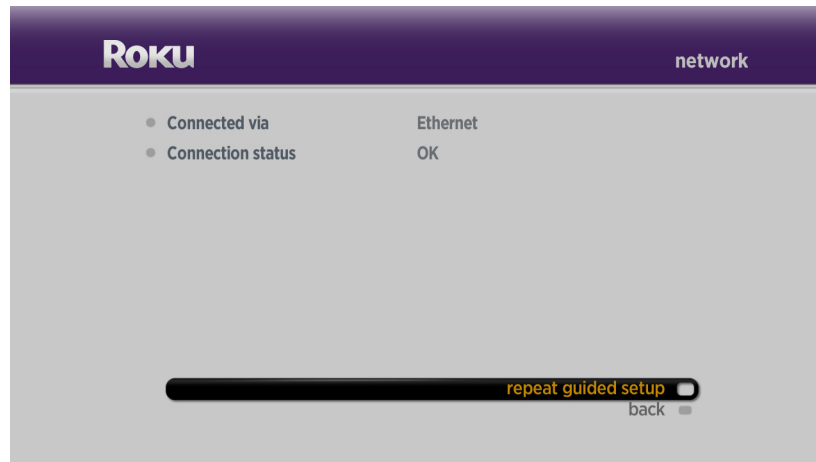 Roku
network
Connected via Ethernet
Connection status OK
repeat guided setup
back